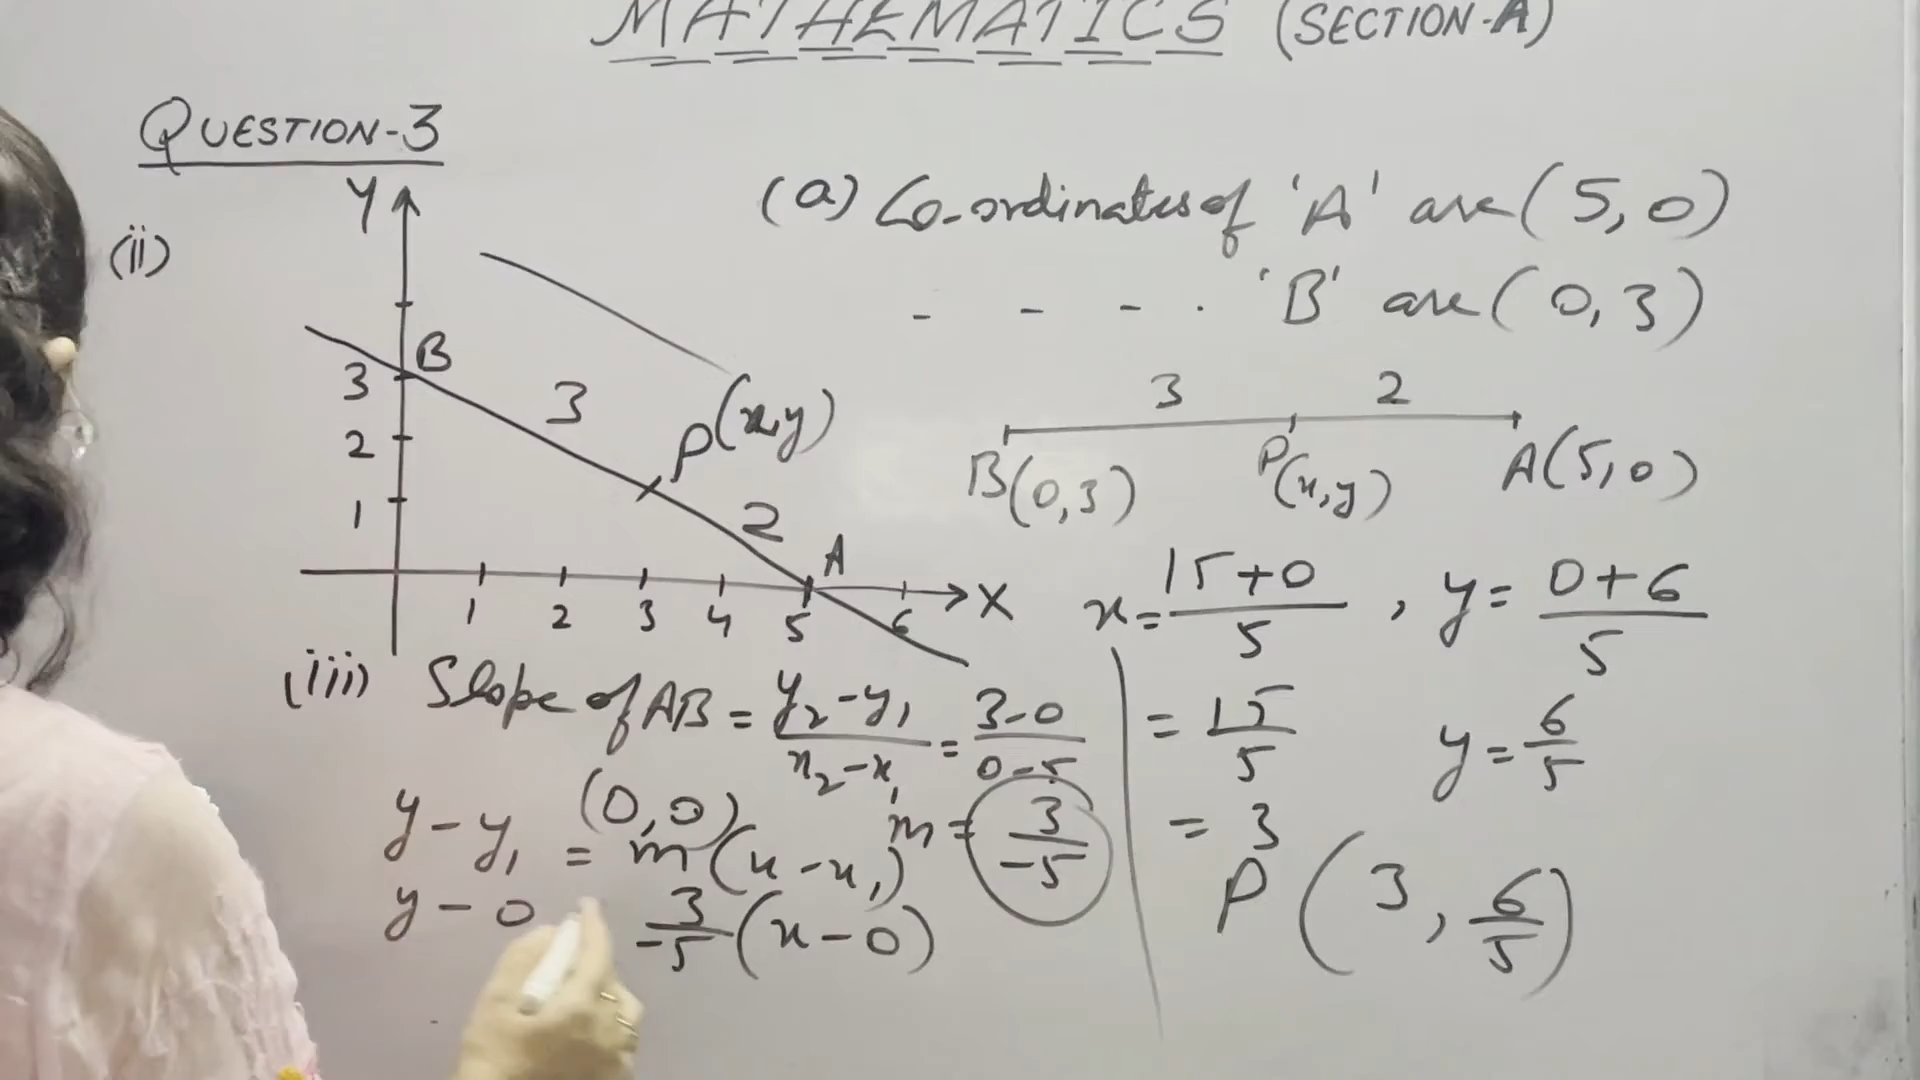 MATHEMATICS (SECTION-A)
QUESTION-3
(ii)
Y
3
2
1
B
3
P(x,y)
2
A
1 2 3 4 5 6
X
(a) Co-ordinates of 'A' are (5,0)
- - - . 'B' are (0,3)
3 2
B(0,3) P(x,y) A(5,0)
x = 15+0/5 , y = 0+6/5
= 15/5 y = 6/5
= 3
P (3, 6/5)
(iii) Slope of AB = y₂-y₁/x₂-x₁ = 3-0/0-5
(0,0) m = 3/-5
y-y₁ = m(x-x₁)
y-0 3/-5 (x-0)